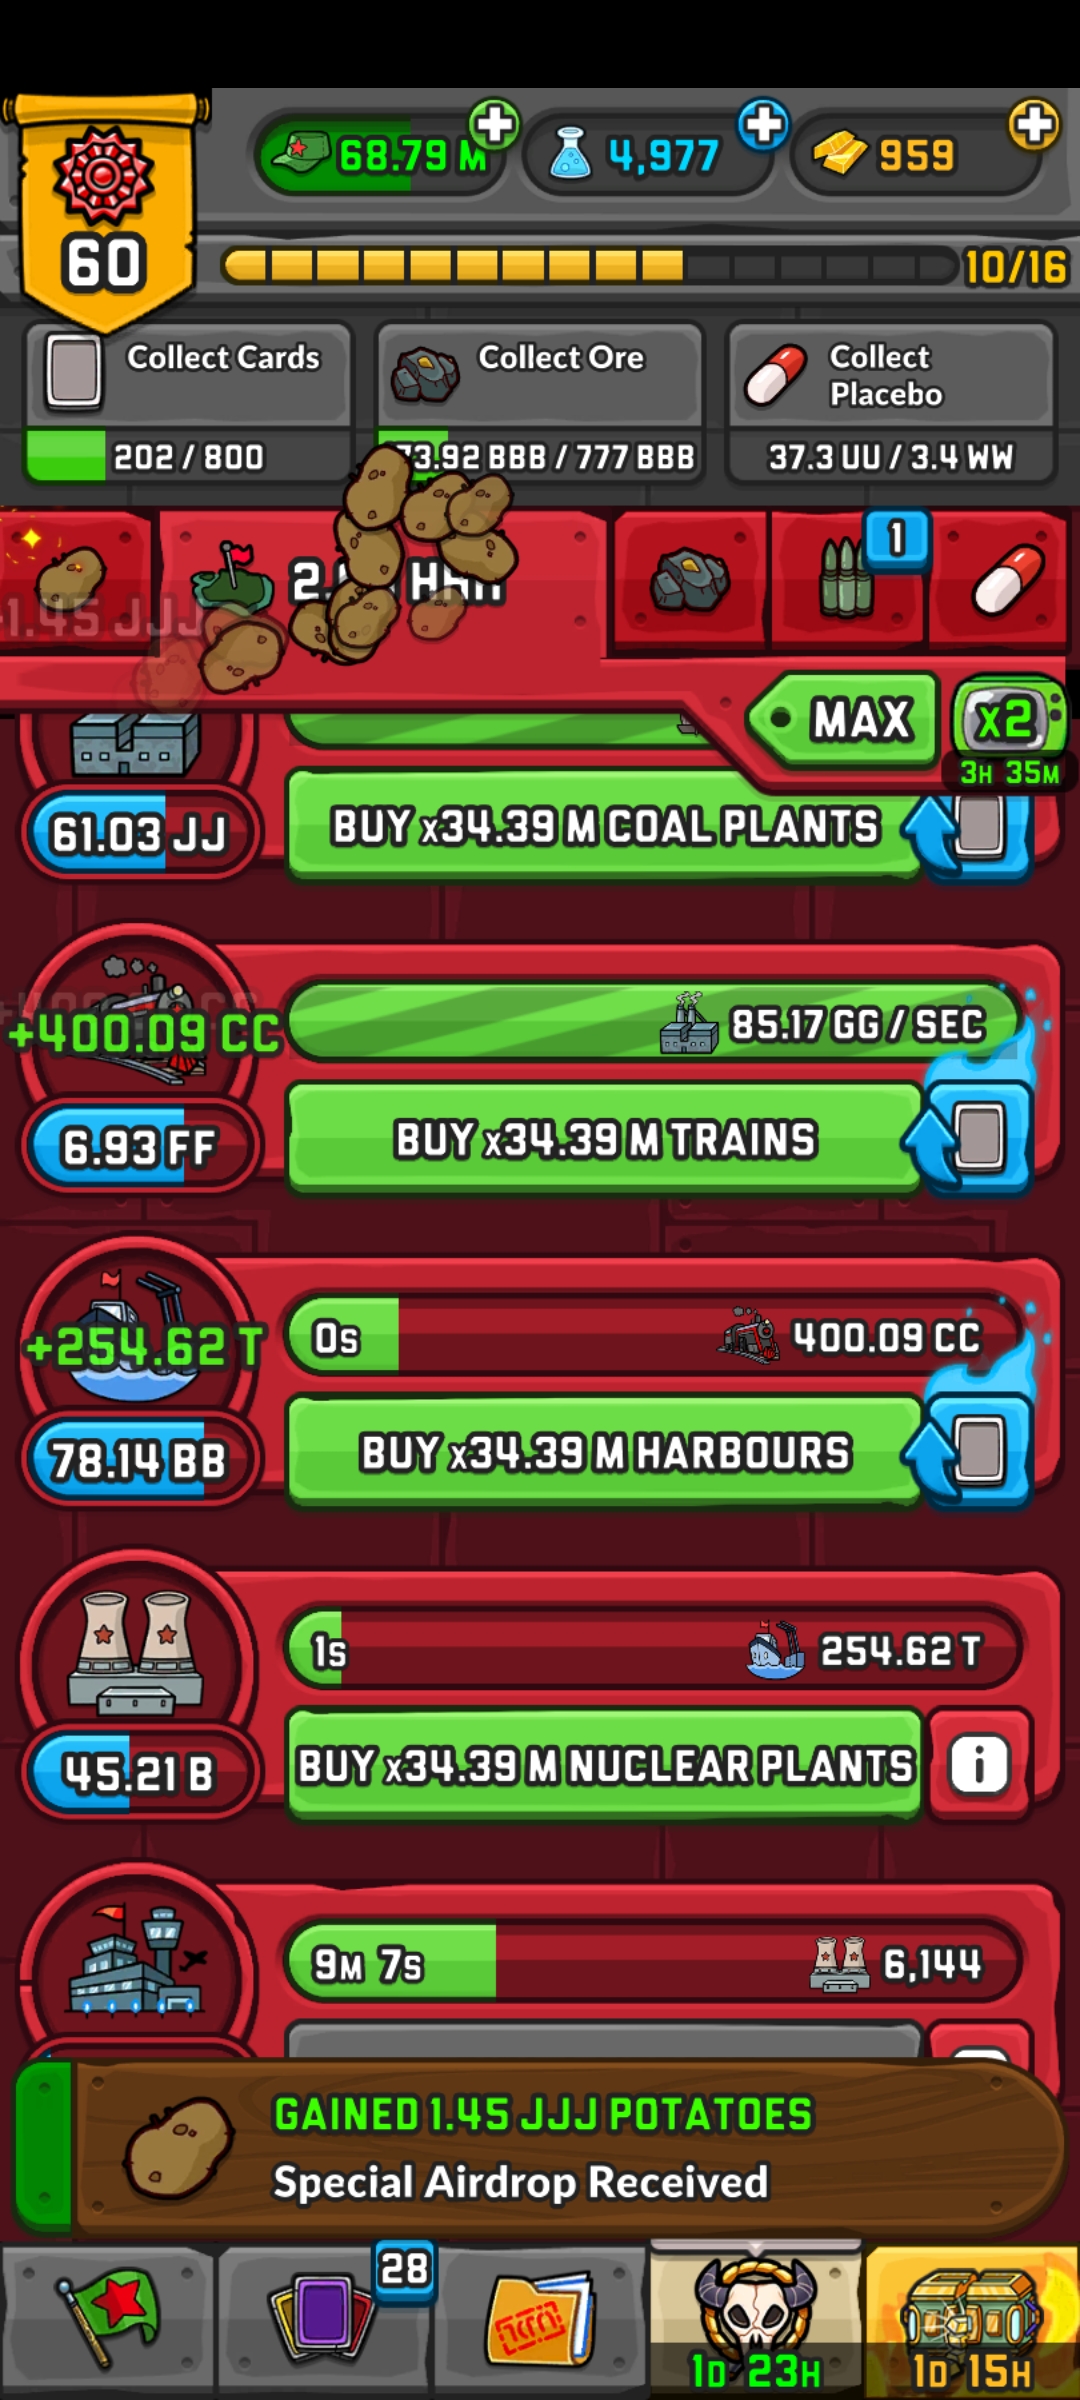 68.79 M
4,977
959
60
10/16
Collect Cards
Collect Ore
Collect
Placebo
202 / 800
73.92 BBB / 777 BBB
37.3 UU / 3.4 WW
1
1.45 JJJ
MAX
x2
3H 35M
61.03 JJ
BUY x34.39 M COAL PLANTS
+400.09 CC
85.17 GG / SEC
6.93 FF
BUY x34.39 M TRAINS
+254.62 T
0s
400.09 CC
78.14 BB
BUY x34.39 M HARBOURS
1s
254.62 T
45.21 B
BUY x34.39 M NUCLEAR PLANTS
i
9M 7s
6,144
GAINED 1.45 JJJ POTATOES
Special Airdrop Received
28
1D 23H
1D 15H